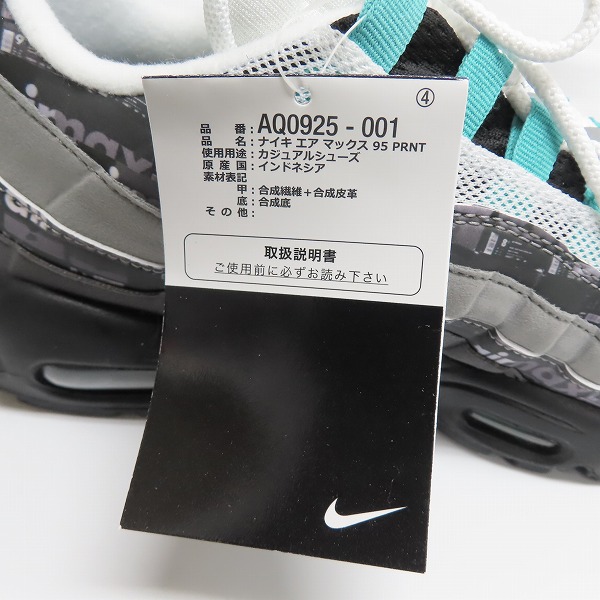 ④
品番:AQ0925-001
品名:ナイキ エア マックス 95 PRNT
使用用途:カジュアルシューズ
原産国:インドネシア
素材表記
甲:合成繊維+合成皮革
底:合成底
その他:
取扱説明書
ご使用前に必ずお読み下さい